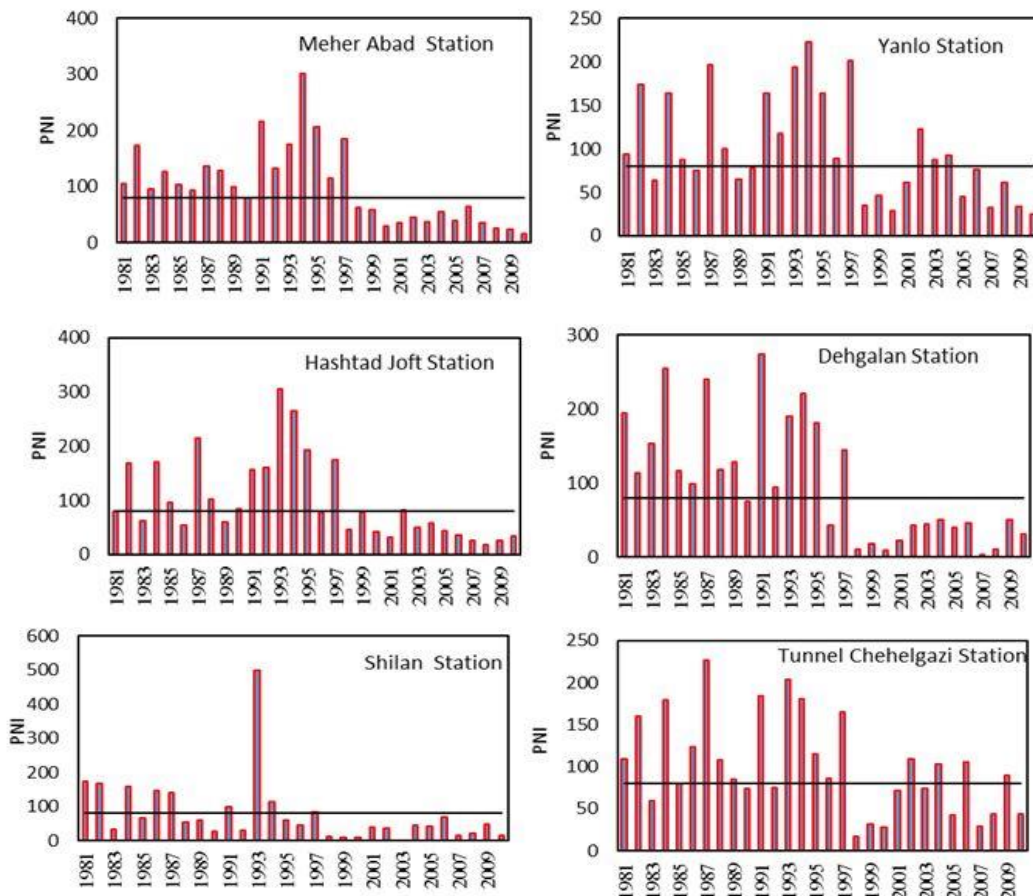 Meher Abad Station
PNI
400
300
200
100
0
1981 1983 1985 1987 1989 1991 1993 1995 1997 1999 2001 2003 2005 2007 2009
Yanlo Station
PNI
250
200
150
100
50
0
1981 1983 1985 1987 1989 1991 1993 1995 1997 1999 2001 2003 2005 2007 2009
Hashtad Joft Station
PNI
400
300
200
100
0
1981 1983 1985 1987 1989 1991 1993 1995 1997 1999 2001 2003 2005 2007 2009
Dehgalan Station
PNI
300
200
100
0
1981 1983 1985 1987 1989 1991 1993 1995 1997 1999 2001 2003 2005 2007 2009
Shilan Station
PNI
600
500
400
300
200
100
0
1981 1983 1985 1987 1989 1991 1993 1995 1997 1999 2001 2003 2005 2007 2009
Tunnel Chehelgazi Station
PNI
250
200
150
100
50
0
1981 1983 1985 1987 1989 1991 1993 1995 1997 1999 2001 2003 2005 2007 2009